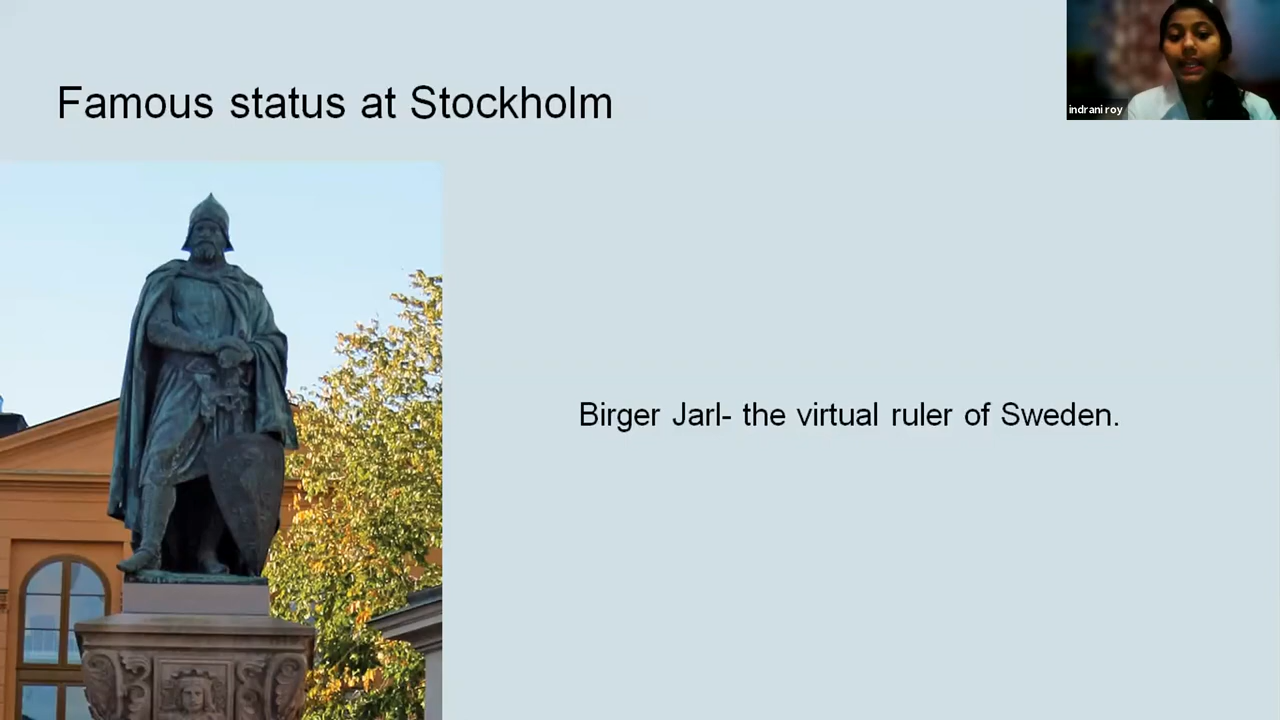 Famous status at Stockholm
indrani roy
Birger Jarl- the virtual ruler of Sweden.